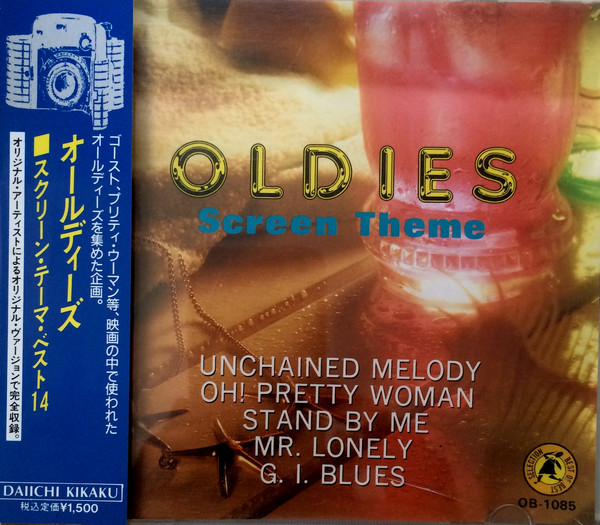 オールディーズ
■スクリーン・テーマ・ベスト14
ゴースト、プリティ・ウーマン等、映画の中で使われた
オールディーズを集めた企画。
オリジナル・アーティストによるオリジナル・ヴァージョンで完全収録。
DAIICHI KIKAKU
税込定価¥1,500
OLDIES
Screen Theme
UNCHAINED MELODY
OH! PRETTY WOMAN
STAND BY ME
MR. LONELY
G. I. BLUES
SELECTION
BEST OF BEST
OB-1085